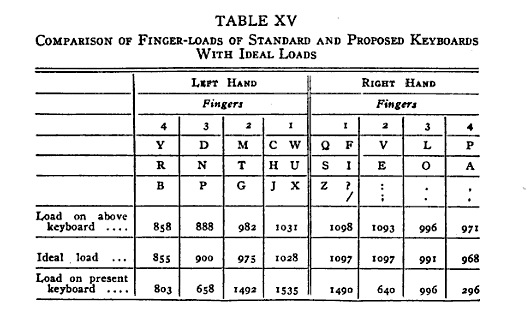 TABLE XV
COMPARISON OF FINGER-LOADS OF STANDARD AND PROPOSED KEYBOARDS
WITH IDEAL LOADS
LEFT HAND RIGHT HAND
Fingers Fingers
4 3 2 1 1 2 3 4
Y D M C W Q F V L P
R N T H U S I E O A
B P G J X Z ? : . ,
/ ; . ,
Load on above
keyboard .... 858 888 982 1031 1098 1093 996 971
Ideal load ... 855 900 975 1028 1097 1097 991 968
Load on present
keyboard .... 803 658 1492 1535 1490 640 996 296